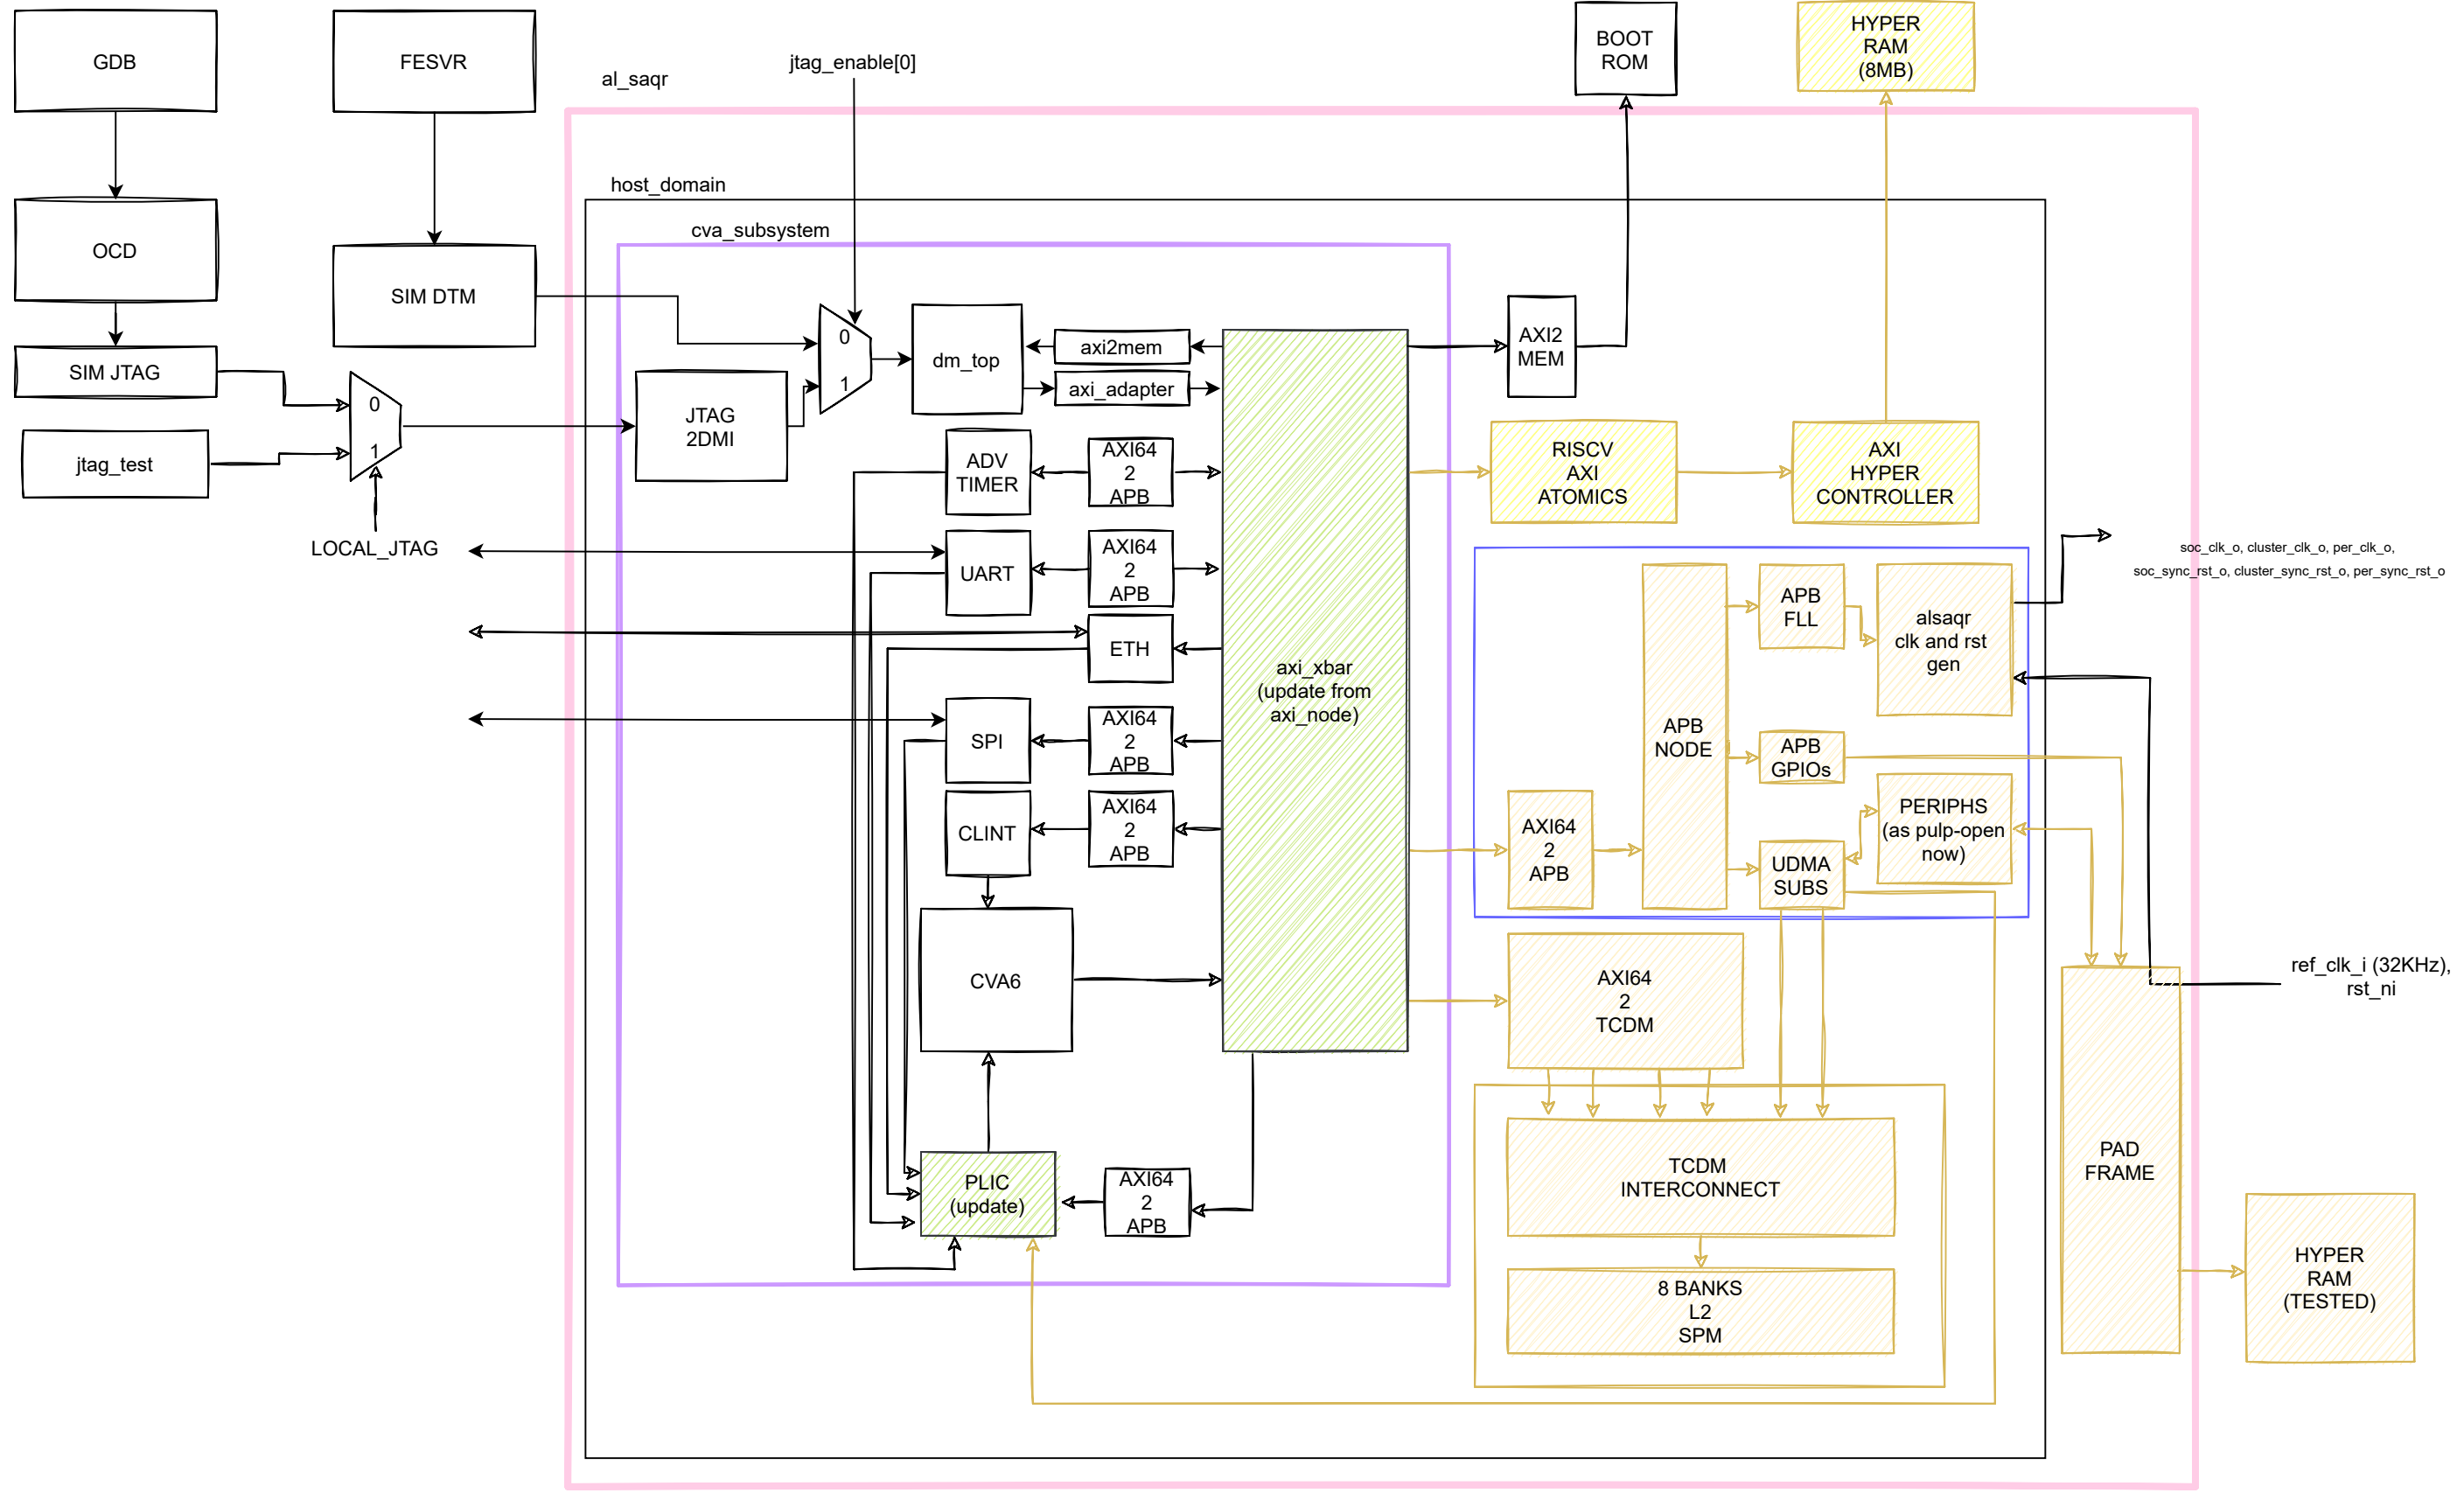 GDB
FESVR
jtag_enable[0]
al_saqr
BOOT
ROM
HYPER
RAM
(8MB)
host_domain
cva_subsystem
OCD
SIM DTM
SIM JTAG
jtag_test
0
1
LOCAL_JTAG
JTAG
2DMI
0
1
dm_top
axi2mem
axi_adapter
AXI2
MEM
ADV
TIMER
AXI64
2
APB
UART
AXI64
2
APB
ETH
SPI
AXI64
2
APB
CLINT
AXI64
2
APB
CVA6
PLIC
(update)
AXI64
2
APB
axi_xbar
(update from
axi_node)
RISCV
AXI
ATOMICS
AXI
HYPER
CONTROLLER
soc_clk_o, cluster_clk_o, per_clk_o,
soc_sync_rst_o, cluster_sync_rst_o, per_sync_rst_o
APB
NODE
APB
FLL
alsaqr
clk and rst
gen
APB
GPIOs
AXI64
2
APB
UDMA
SUBS
PERIPHS
(as pulp-open
now)
AXI64
2
TCDM
TCDM
INTERCONNECT
8 BANKS
L2
SPM
ref_clk_i (32KHz),
rst_ni
PAD
FRAME
HYPER
RAM
(TESTED)